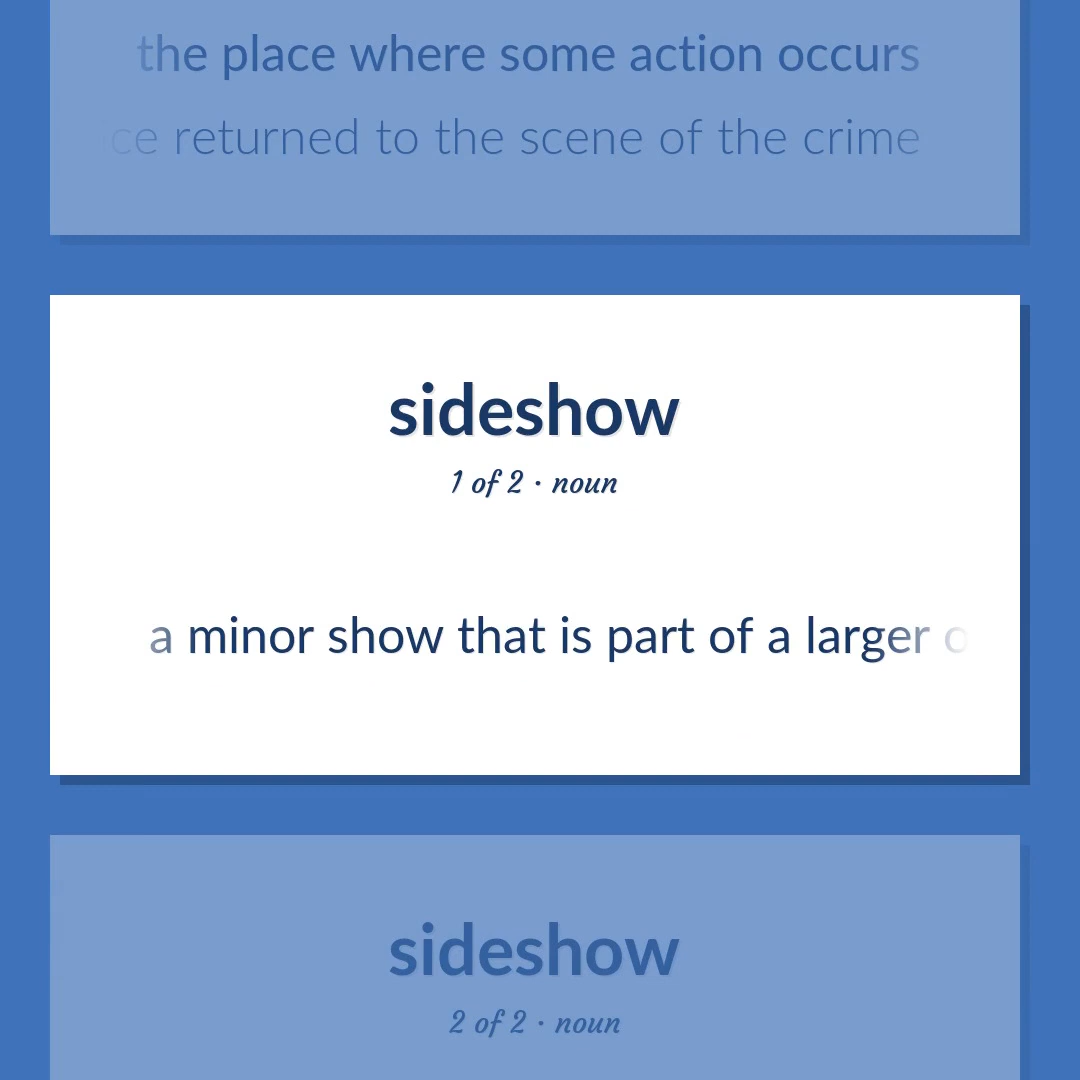 the place where some action occurs
returned to the scene of the crime
sideshow
1 of 2 · noun
a minor show that is part of a larger
sideshow
2 of 2 · noun